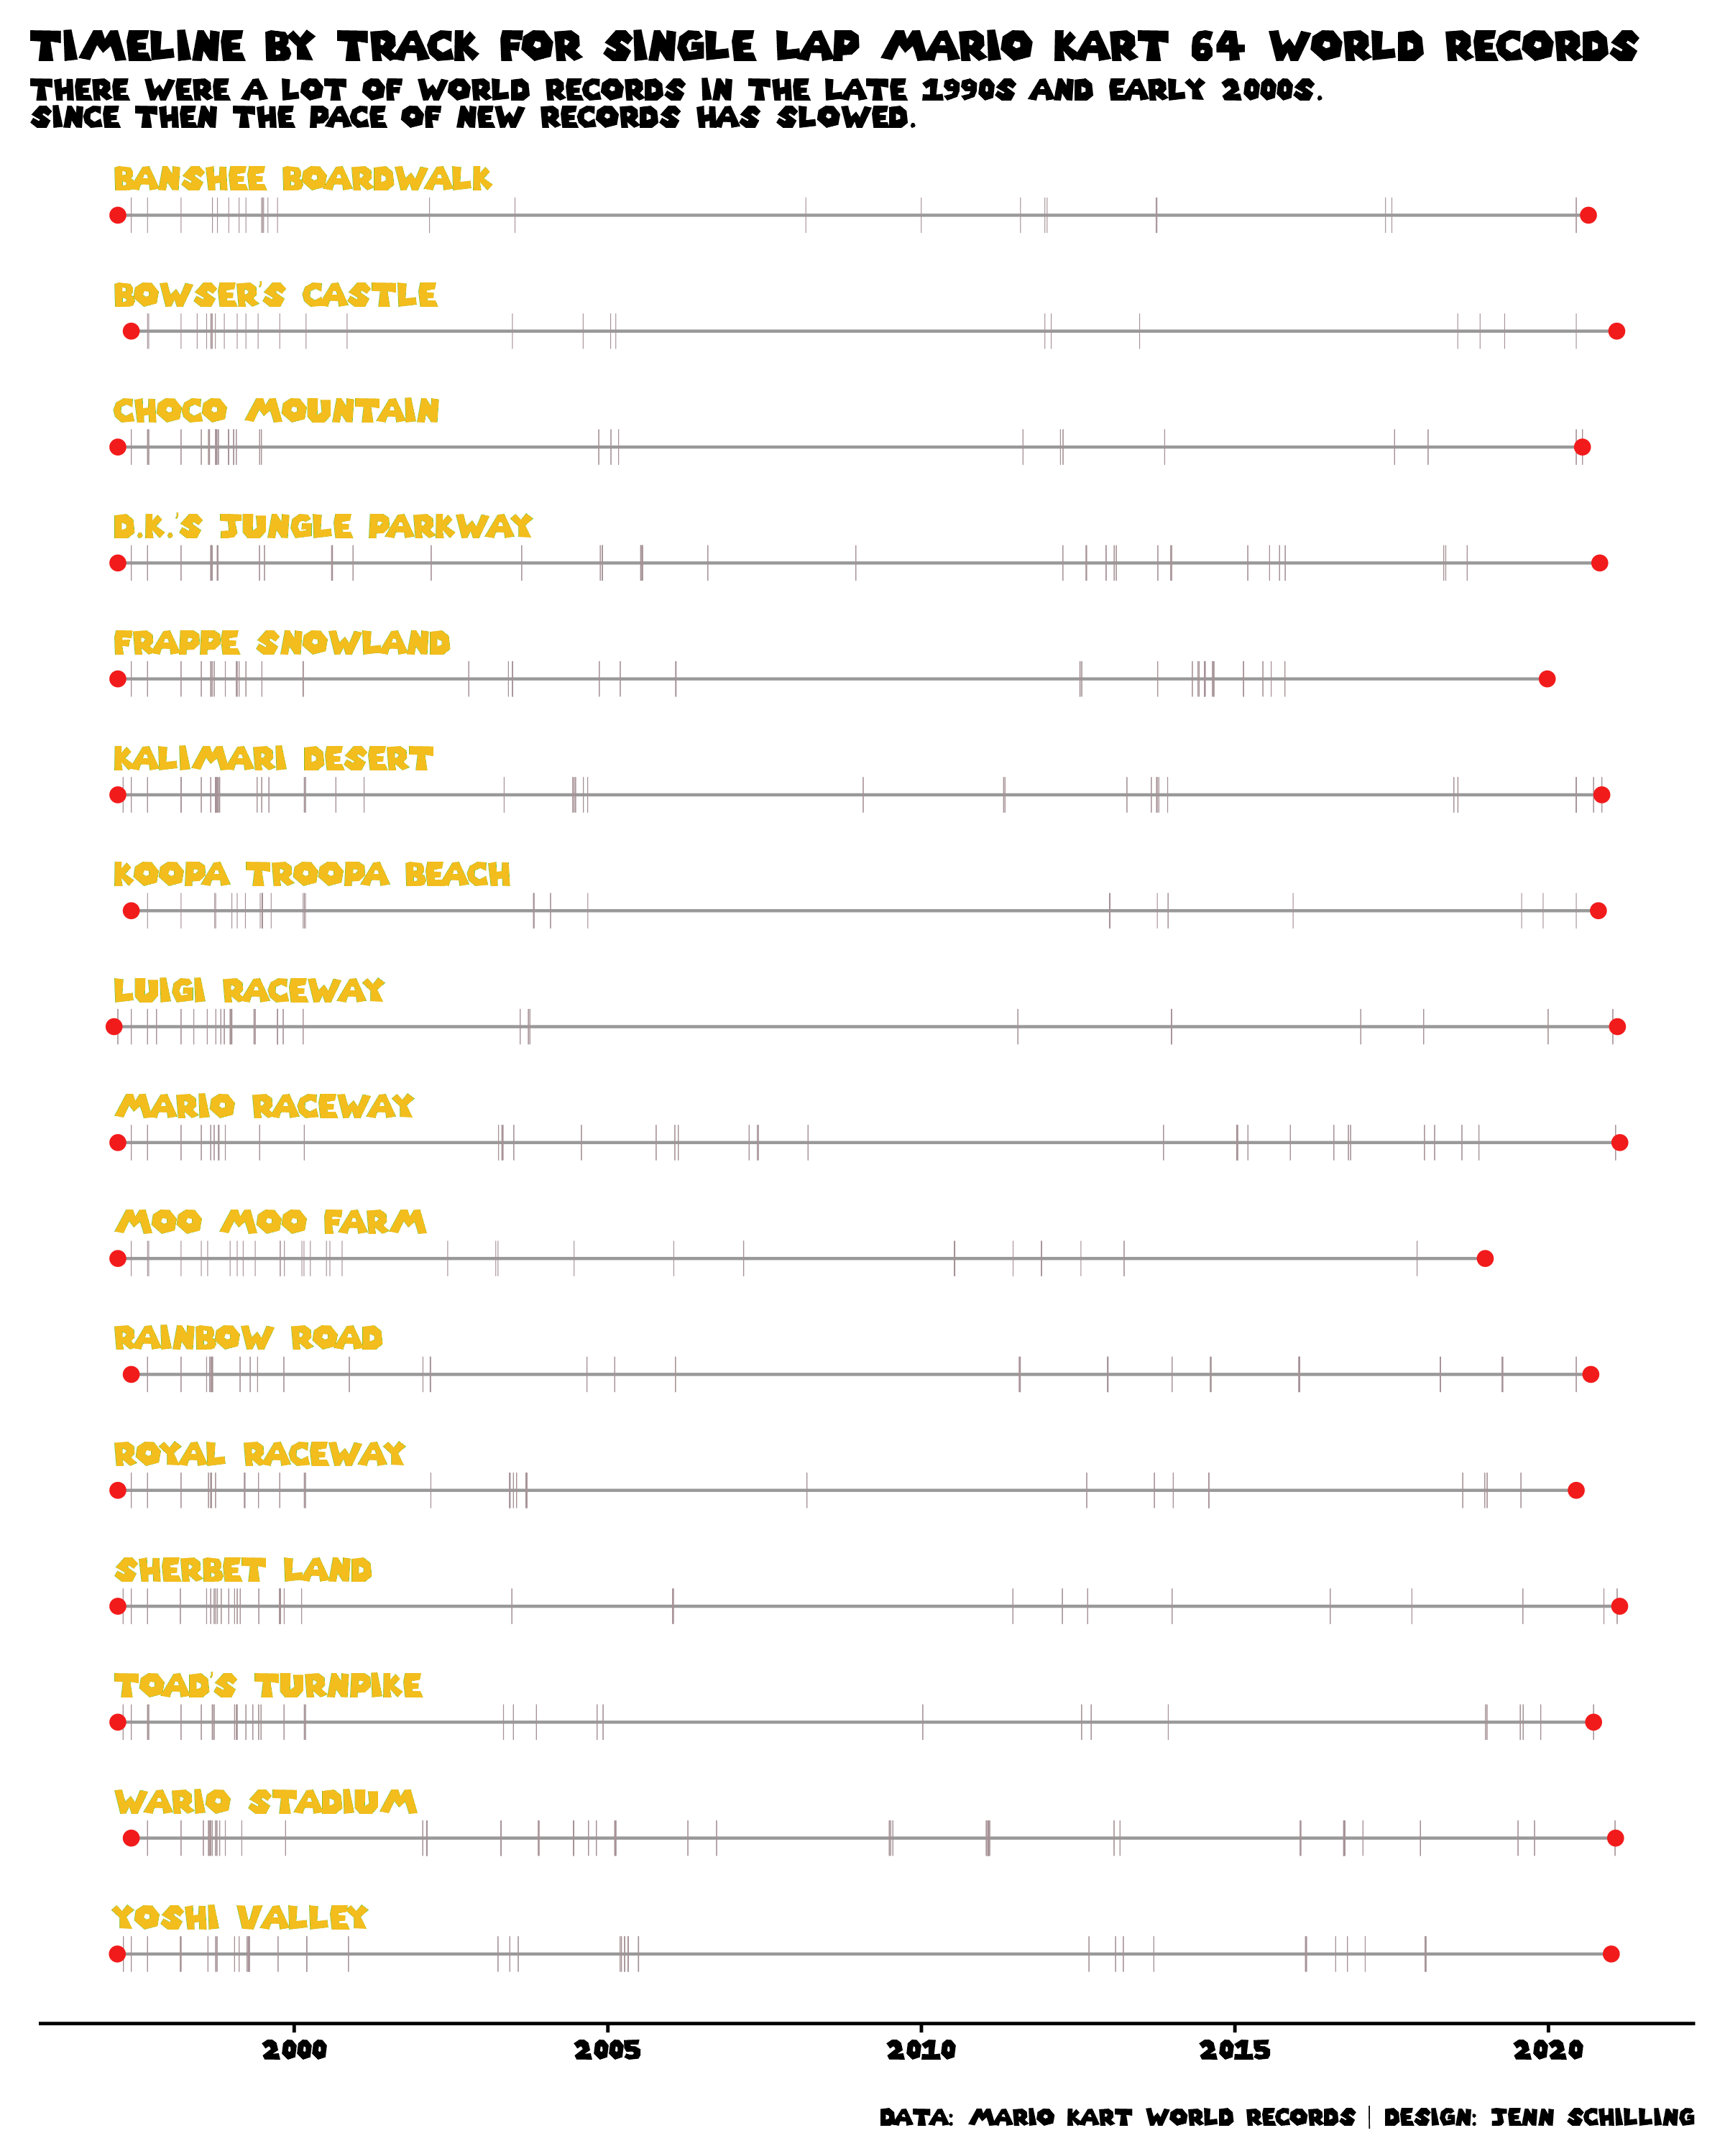 TIMELINE BY TRACK FOR SINGLE LAP MARIO KART 64 WORLD RECORDS
THERE WERE A LOT OF WORLD RECORDS IN THE LATE 1990S AND EARLY 2000S.
SINCE THEN THE PACE OF NEW RECORDS HAS SLOWED.
BANSHEE BOARDWALK
BOWSER'S CASTLE
CHOCO MOUNTAIN
D.K.'S JUNGLE PARKWAY
FRAPPE SNOWLAND
KALIMARI DESERT
KOOPA TROOPA BEACH
LUIGI RACEWAY
MARIO RACEWAY
MOO MOO FARM
RAINBOW ROAD
ROYAL RACEWAY
SHERBET LAND
TOAD'S TURNPIKE
WARIO STADIUM
YOSHI VALLEY
2000 2005 2010 2015 2020
DATA: MARIO KART WORLD RECORDS | DESIGN: JENN SCHILLING